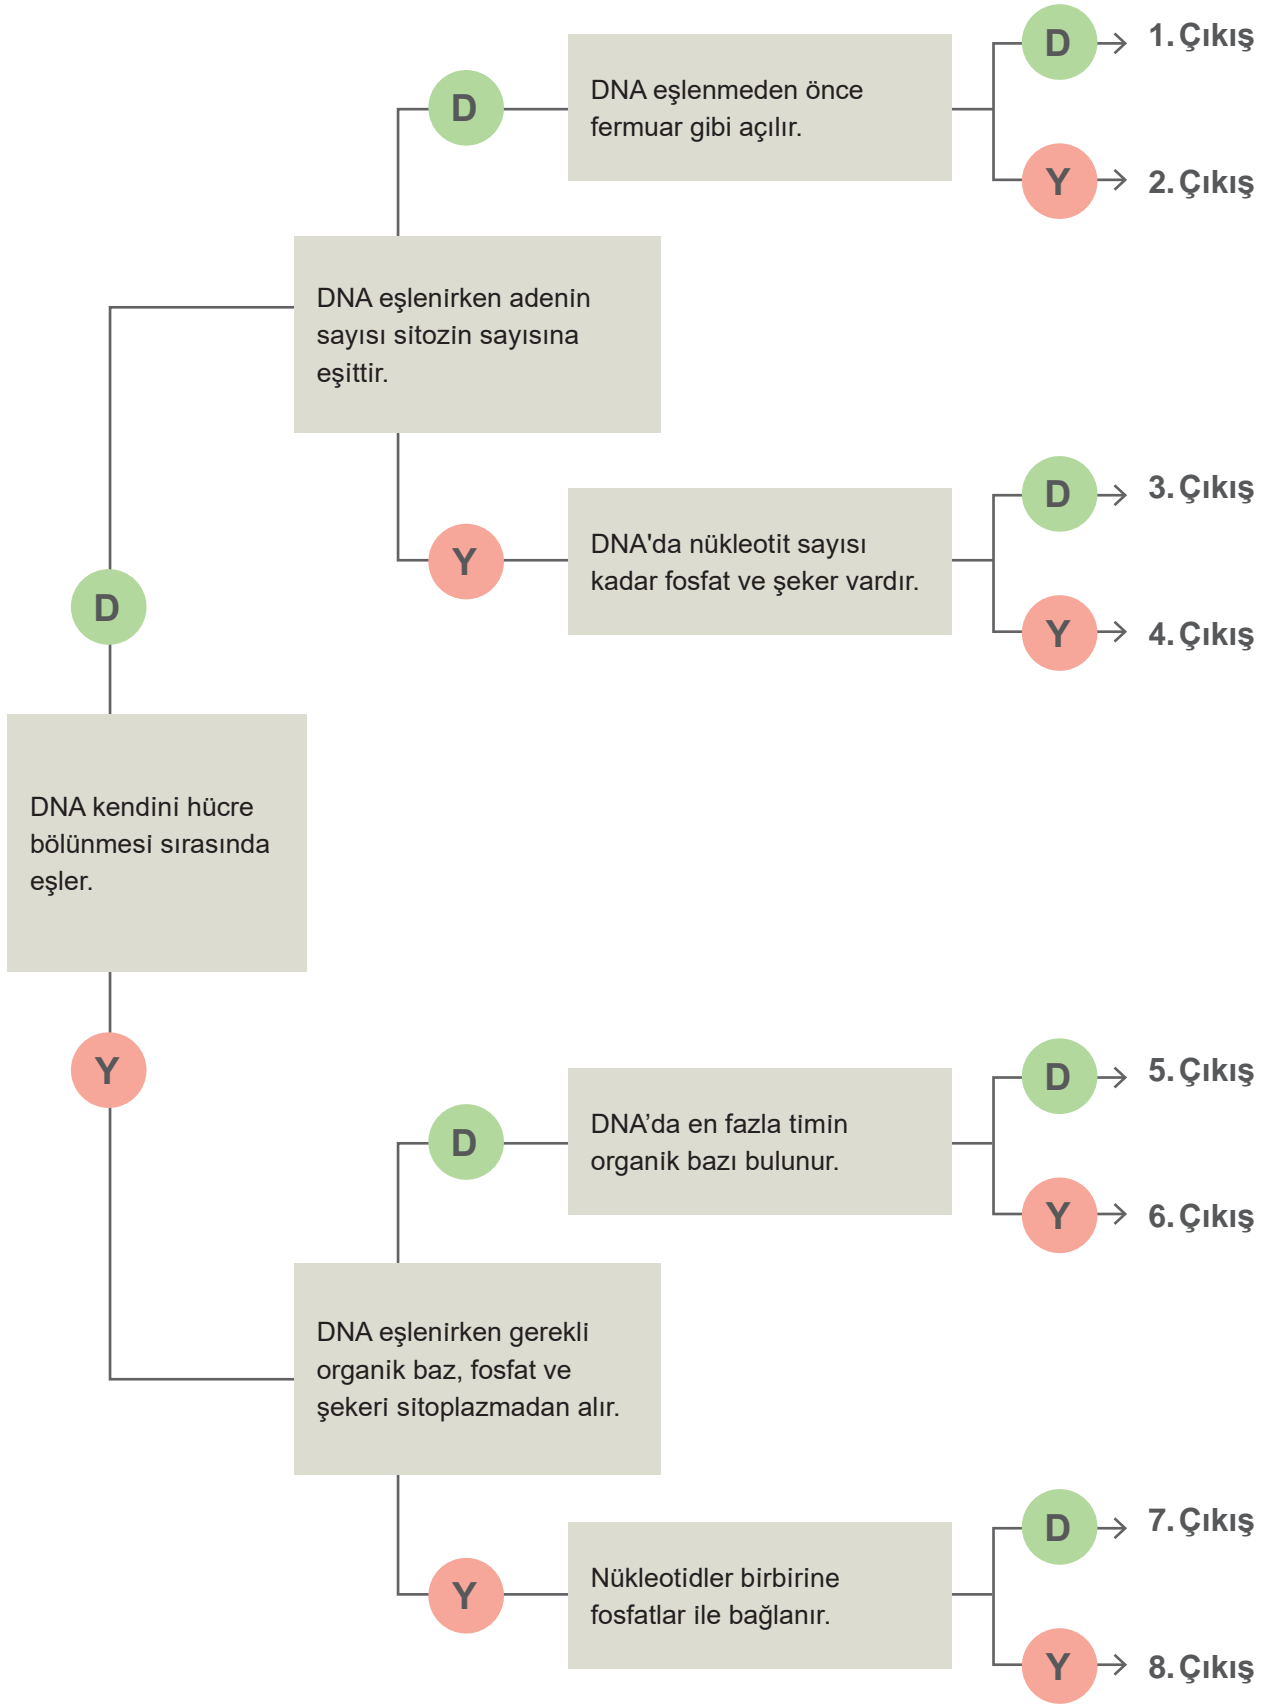 D
DNA eşlenmeden önce
fermuar gibi açılır.
D
1. Çıkış
Y
2. Çıkış
DNA eşlenirken adenin
sayısı sitozin sayısına
eşittir.
Y
DNA'da nükleotit sayısı
kadar fosfat ve şeker vardır.
D
3. Çıkış
Y
4. Çıkış
D
DNA kendini hücre
bölünmesi sırasında
eşler.
Y
D
DNA’da en fazla timin
organik bazı bulunur.
D
5. Çıkış
Y
6. Çıkış
DNA eşlenirken gerekli
organik baz, fosfat ve
şekeri sitoplazmadan alır.
Y
Nükleotidler birbirine
fosfatlar ile bağlanır.
D
7. Çıkış
Y
8. Çıkış